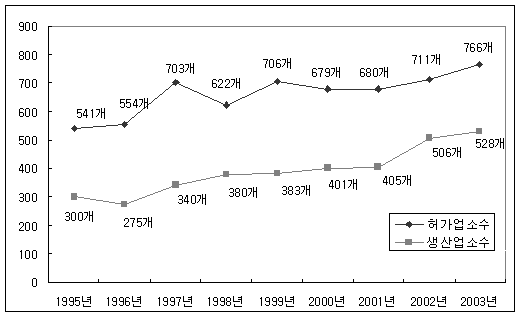 900
800
700
600
500
400
300
200
100
0
541개
554개
703개
622개
706개
679개
680개
711개
766개
300개
275개
340개
380개
383개
401개
405개
506개
528개
허가업소수
생산업소수
1995년 1996년 1997년 1998년 1999년 2000년 2001년 2002년 2003년